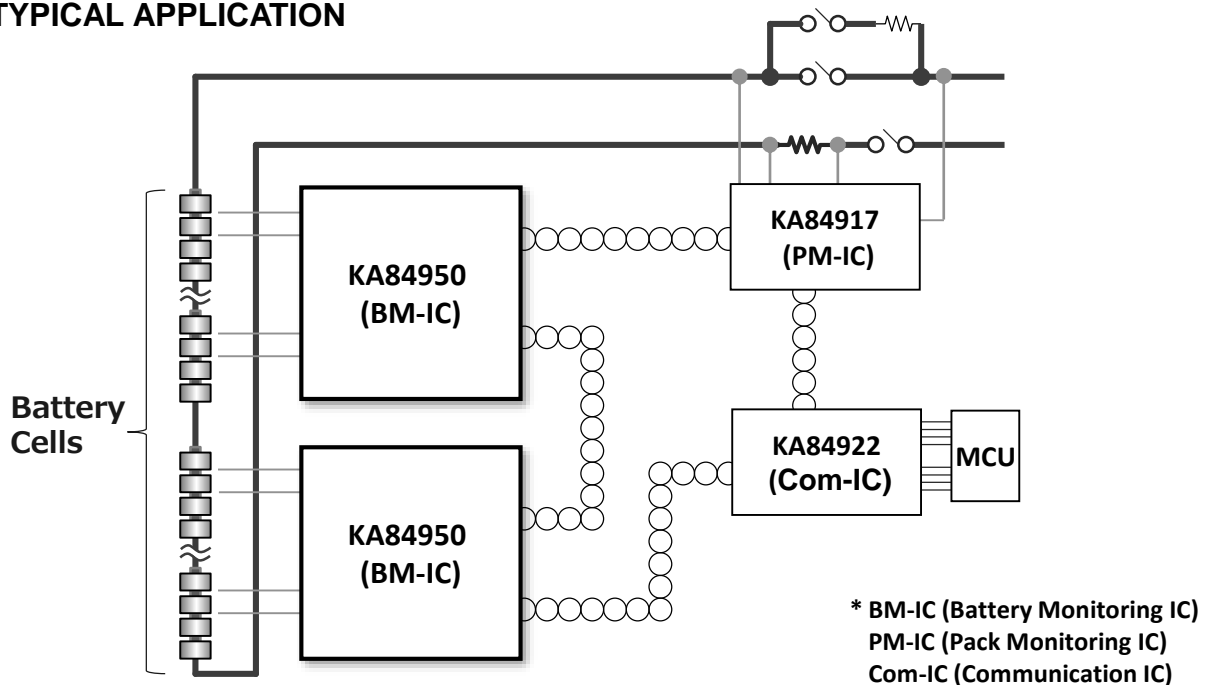 TYPICAL APPLICATION
KA84917
(PM-IC)
KA84950
(BM-IC)
Battery
Cells
KA84922
(Com-IC)
MCU
KA84950
(BM-IC)
* BM-IC (Battery Monitoring IC)
PM-IC (Pack Monitoring IC)
Com-IC (Communication IC)